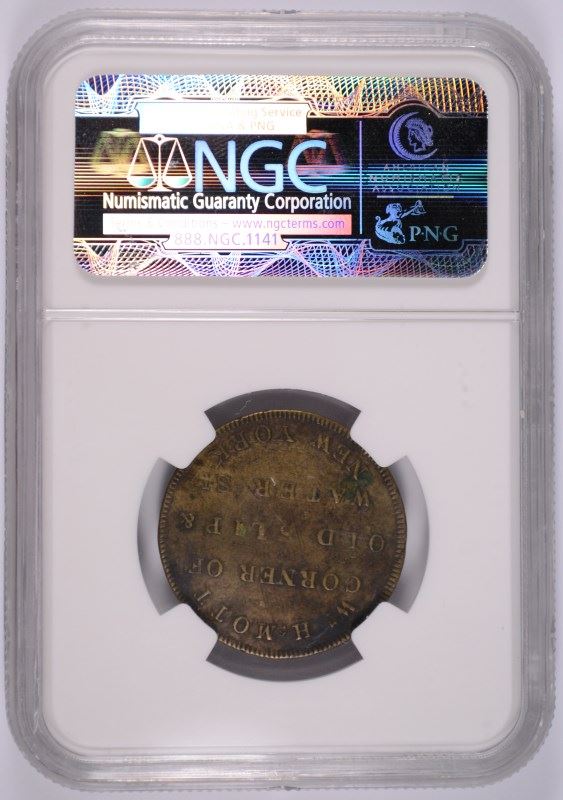 NGC
Numismatic Guaranty Corporation
www.ngcterms.com
888.NGC.1141
PNG
Wᴹ H. MOTT
CORNER OF
OLD SLIP &
WATER Sᵗ
NEW YORK